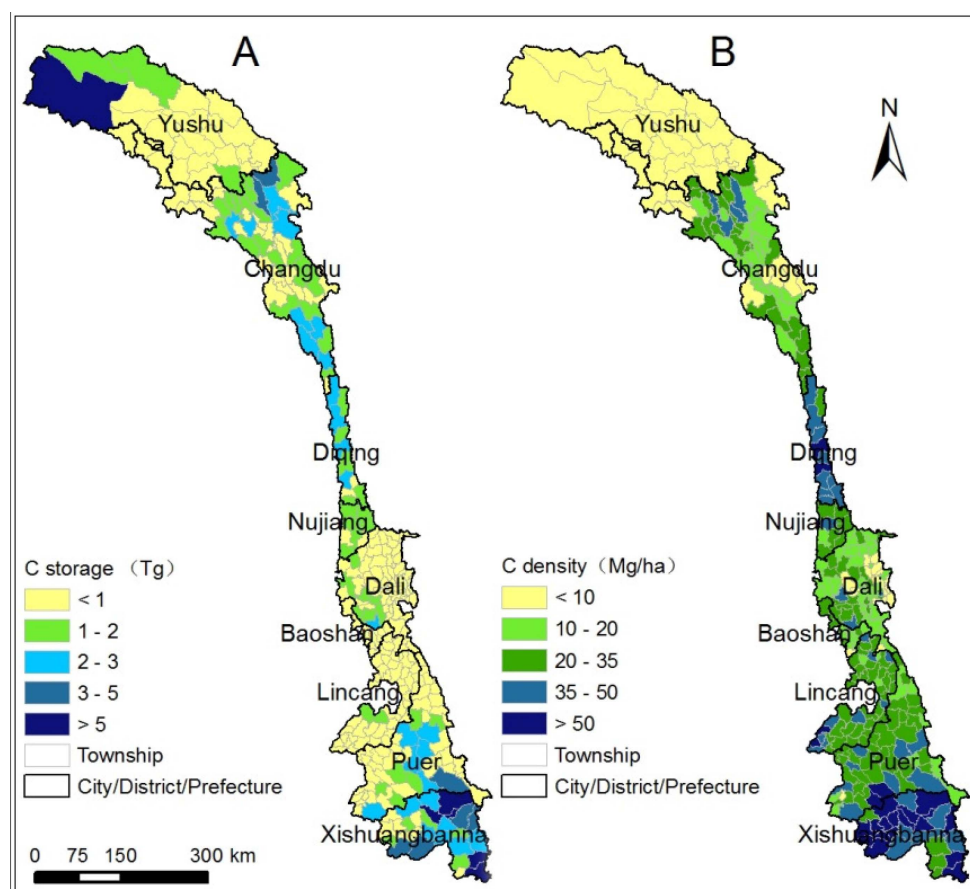 A
Yushu
Changdu
Diqing
Nujiang
Dali
Baoshan
Lincang
Puer
Xishuangbanna
C storage （Tg）
< 1
1 - 2
2 - 3
3 - 5
> 5
Township
City/District/Prefecture
0 75 150 300 km
B
N
Yushu
Changdu
Diqing
Nujiang
Dali
Baoshan
Lincang
Puer
Xishuangbanna
C density（Mg/ha）
< 10
10 - 20
20 - 35
35 - 50
> 50
Township
City/District/Prefecture